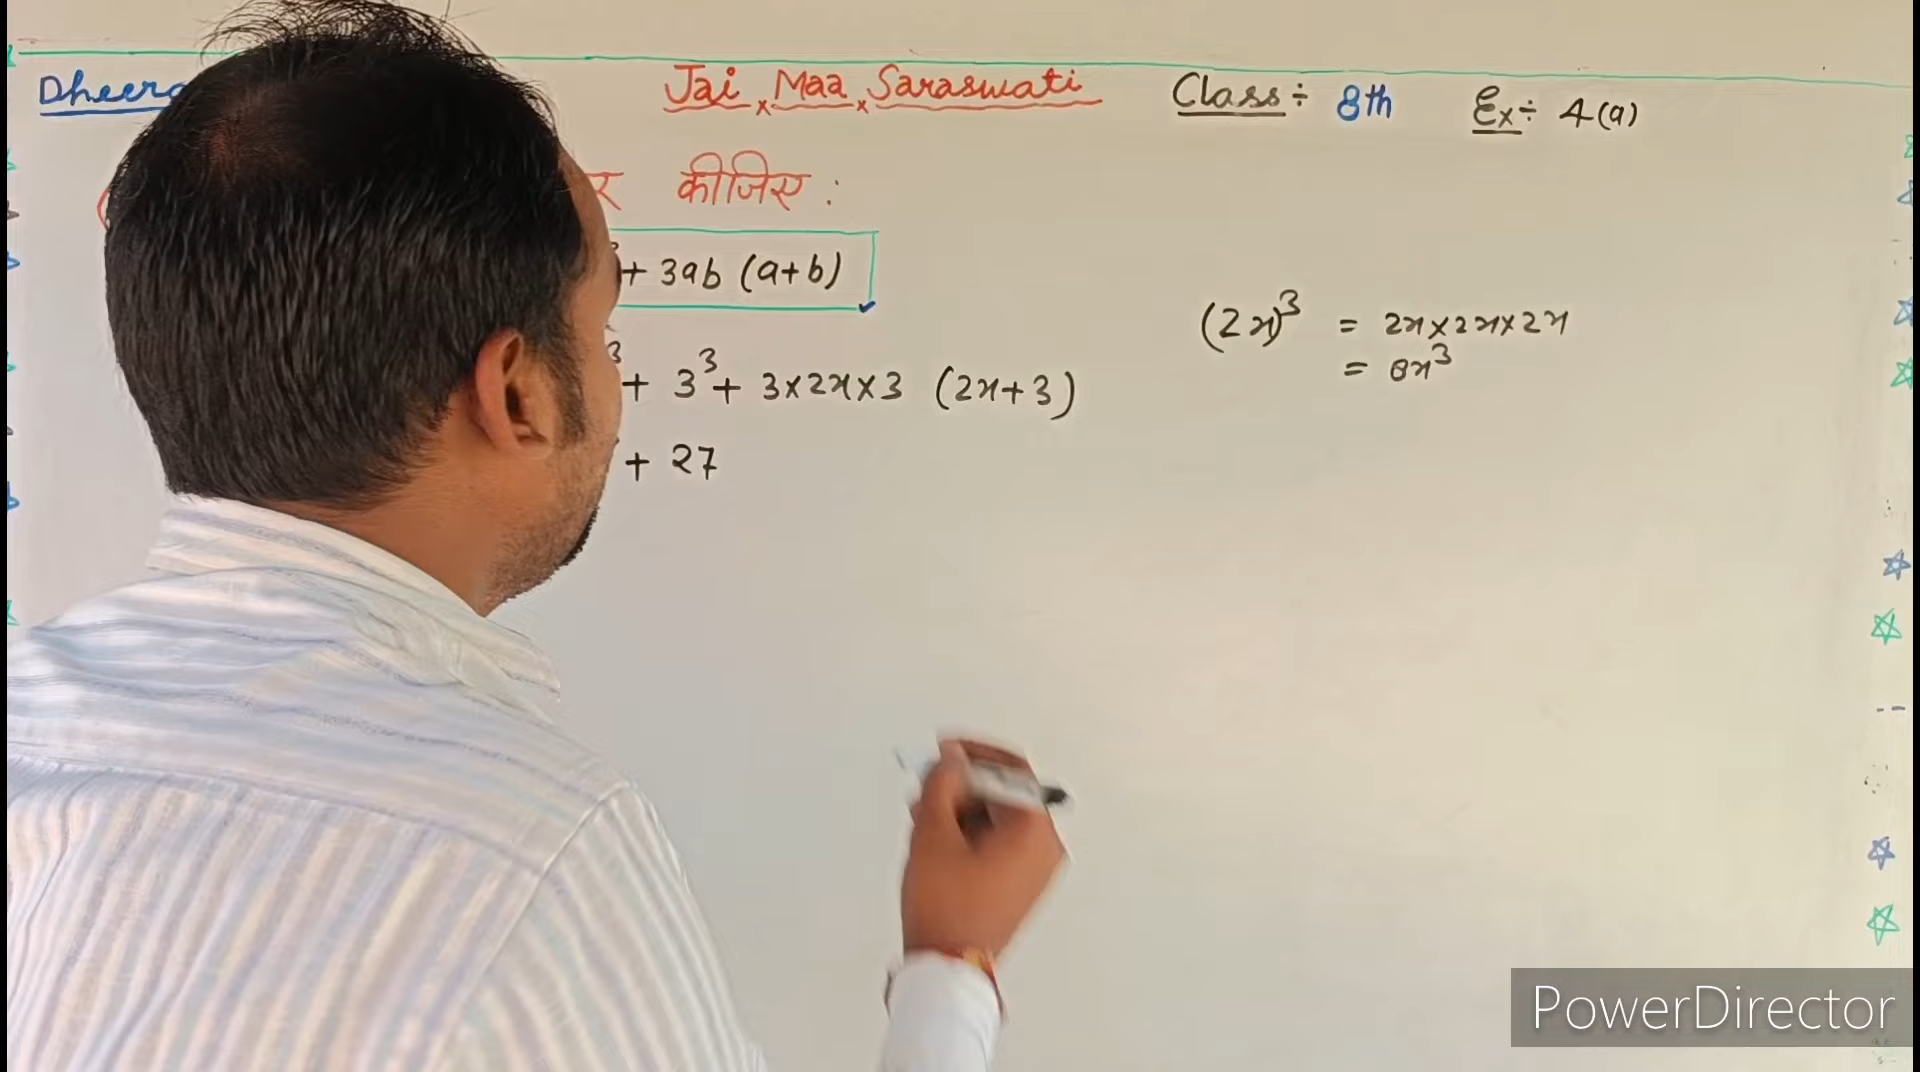 Jai Maa Saraswati Class ÷ 8th Ex ÷ 4(a)
कीजिए :
+ 3ab (a+b)
(2x)³ = 2x×2x×2x
= 8x³
+ 3³ + 3×2x×3 (2x+3)
+ 27
PowerDirector